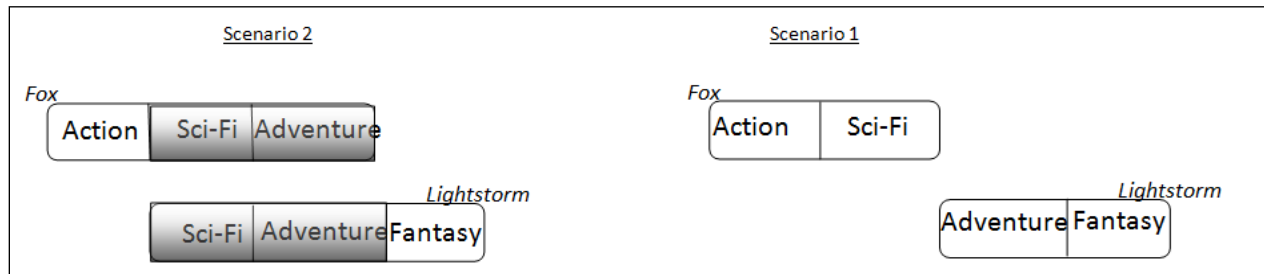 Scenario 2
Fox
Action Sci-Fi Adventure
Lightstorm
Sci-Fi Adventure Fantasy
Scenario 1
Fox
Action Sci-Fi
Lightstorm
Adventure Fantasy